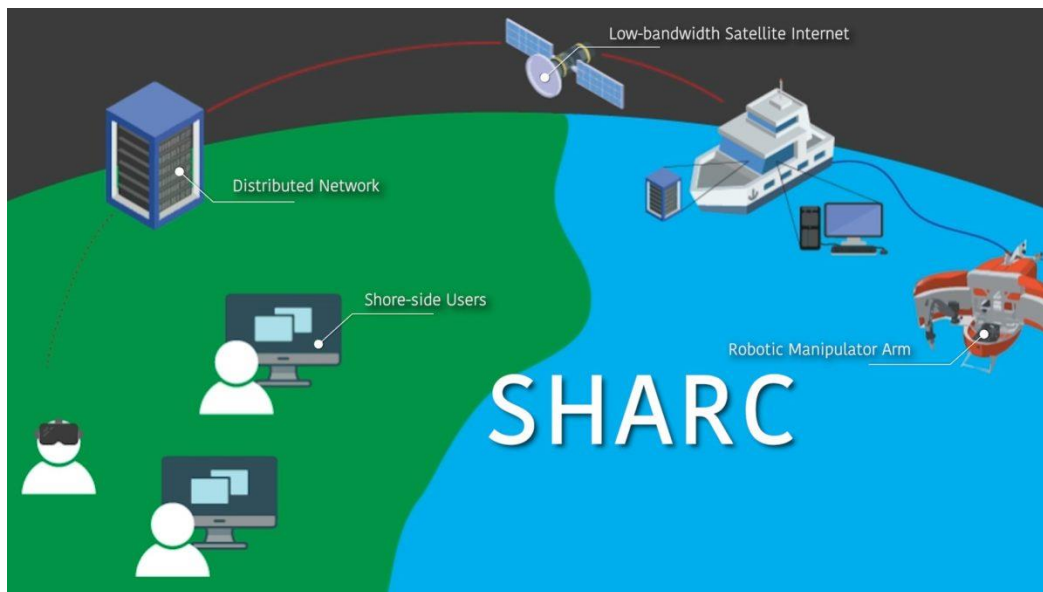 Low-bandwidth Satellite Internet
Distributed Network
Shore-side Users
Robotic Manipulator Arm
SHARC